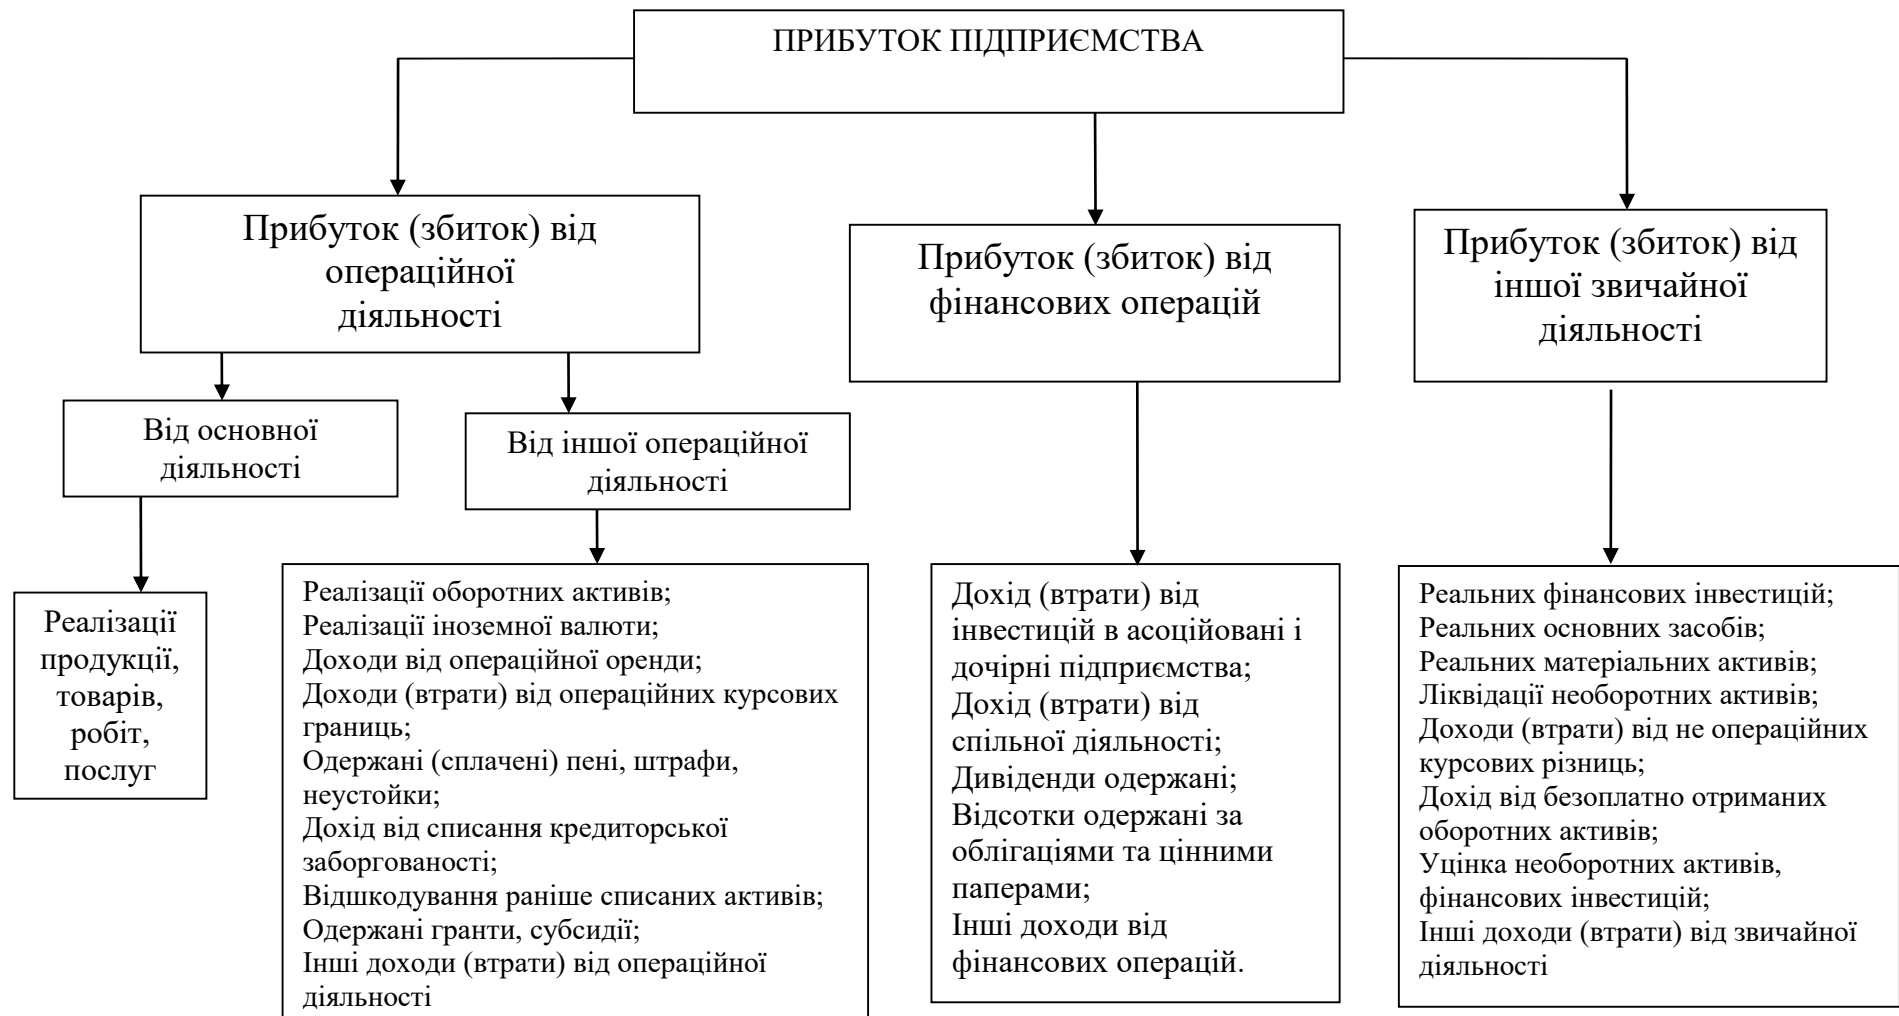 ПРИБУТОК ПІДПРИЄМСТВА
Прибуток (збиток) від
операційної
діяльності
Прибуток (збиток) від
фінансових операцій
Прибуток (збиток) від
іншої звичайної
діяльності
Від основної
діяльності
Від іншої операційної
діяльності
Реалізації
продукції,
товарів,
робіт,
послуг
Реалізації оборотних активів;
Реалізації іноземної валюти;
Доходи від операційної оренди;
Доходи (втрати) від операційних курсових
границь;
Одержані (сплачені) пені, штрафи,
неустойки;
Дохід від списання кредиторської
заборгованості;
Відшкодування раніше списаних активів;
Одержані гранти, субсидії;
Інші доходи (втрати) від операційної
діяльності
Дохід (втрати) від
інвестицій в асоційовані і
дочірні підприємства;
Дохід (втрати) від
спільної діяльності;
Дивіденди одержані;
Відсотки одержані за
облігаціями та цінними
паперами;
Інші доходи від
фінансових операцій.
Реальних фінансових інвестицій;
Реальних основних засобів;
Реальних матеріальних активів;
Ліквідації необоротних активів;
Доходи (втрати) від не операційних
курсових різниць;
Дохід від безоплатно отриманих
оборотних активів;
Уцінка необоротних активів,
фінансових інвестицій;
Інші доходи (втрати) від звичайної
діяльності